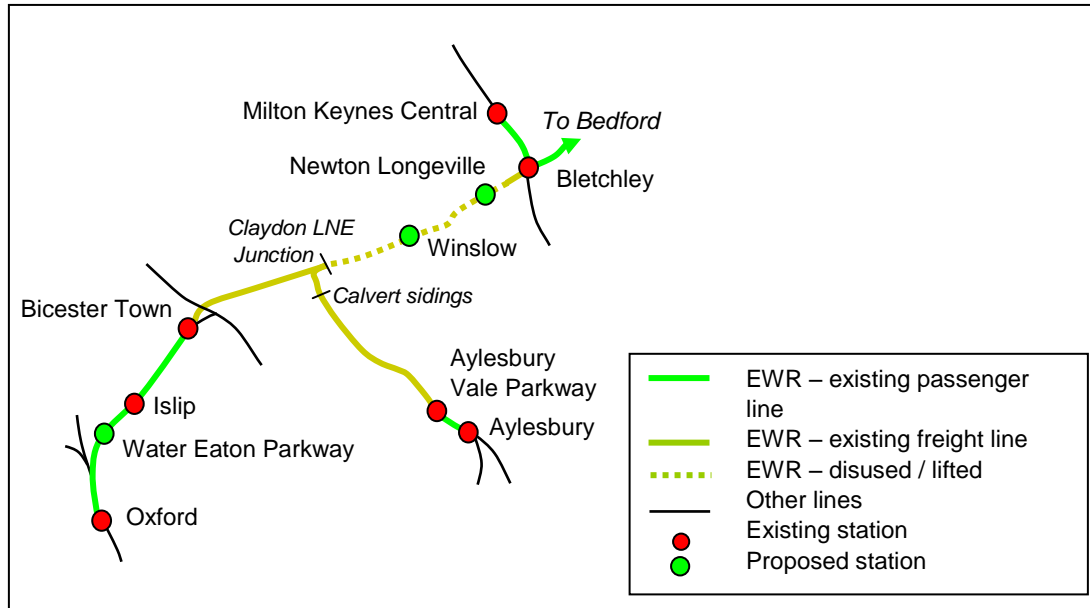 Milton Keynes Central
To Bedford
Newton Longeville
Bletchley
Claydon LNE
Junction
Winslow
Calvert sidings
Bicester Town
Aylesbury
Vale Parkway
Islip
Aylesbury
Water Eaton Parkway
Oxford
EWR – existing passenger
line
EWR – existing freight line
EWR – disused / lifted
Other lines
Existing station
Proposed station